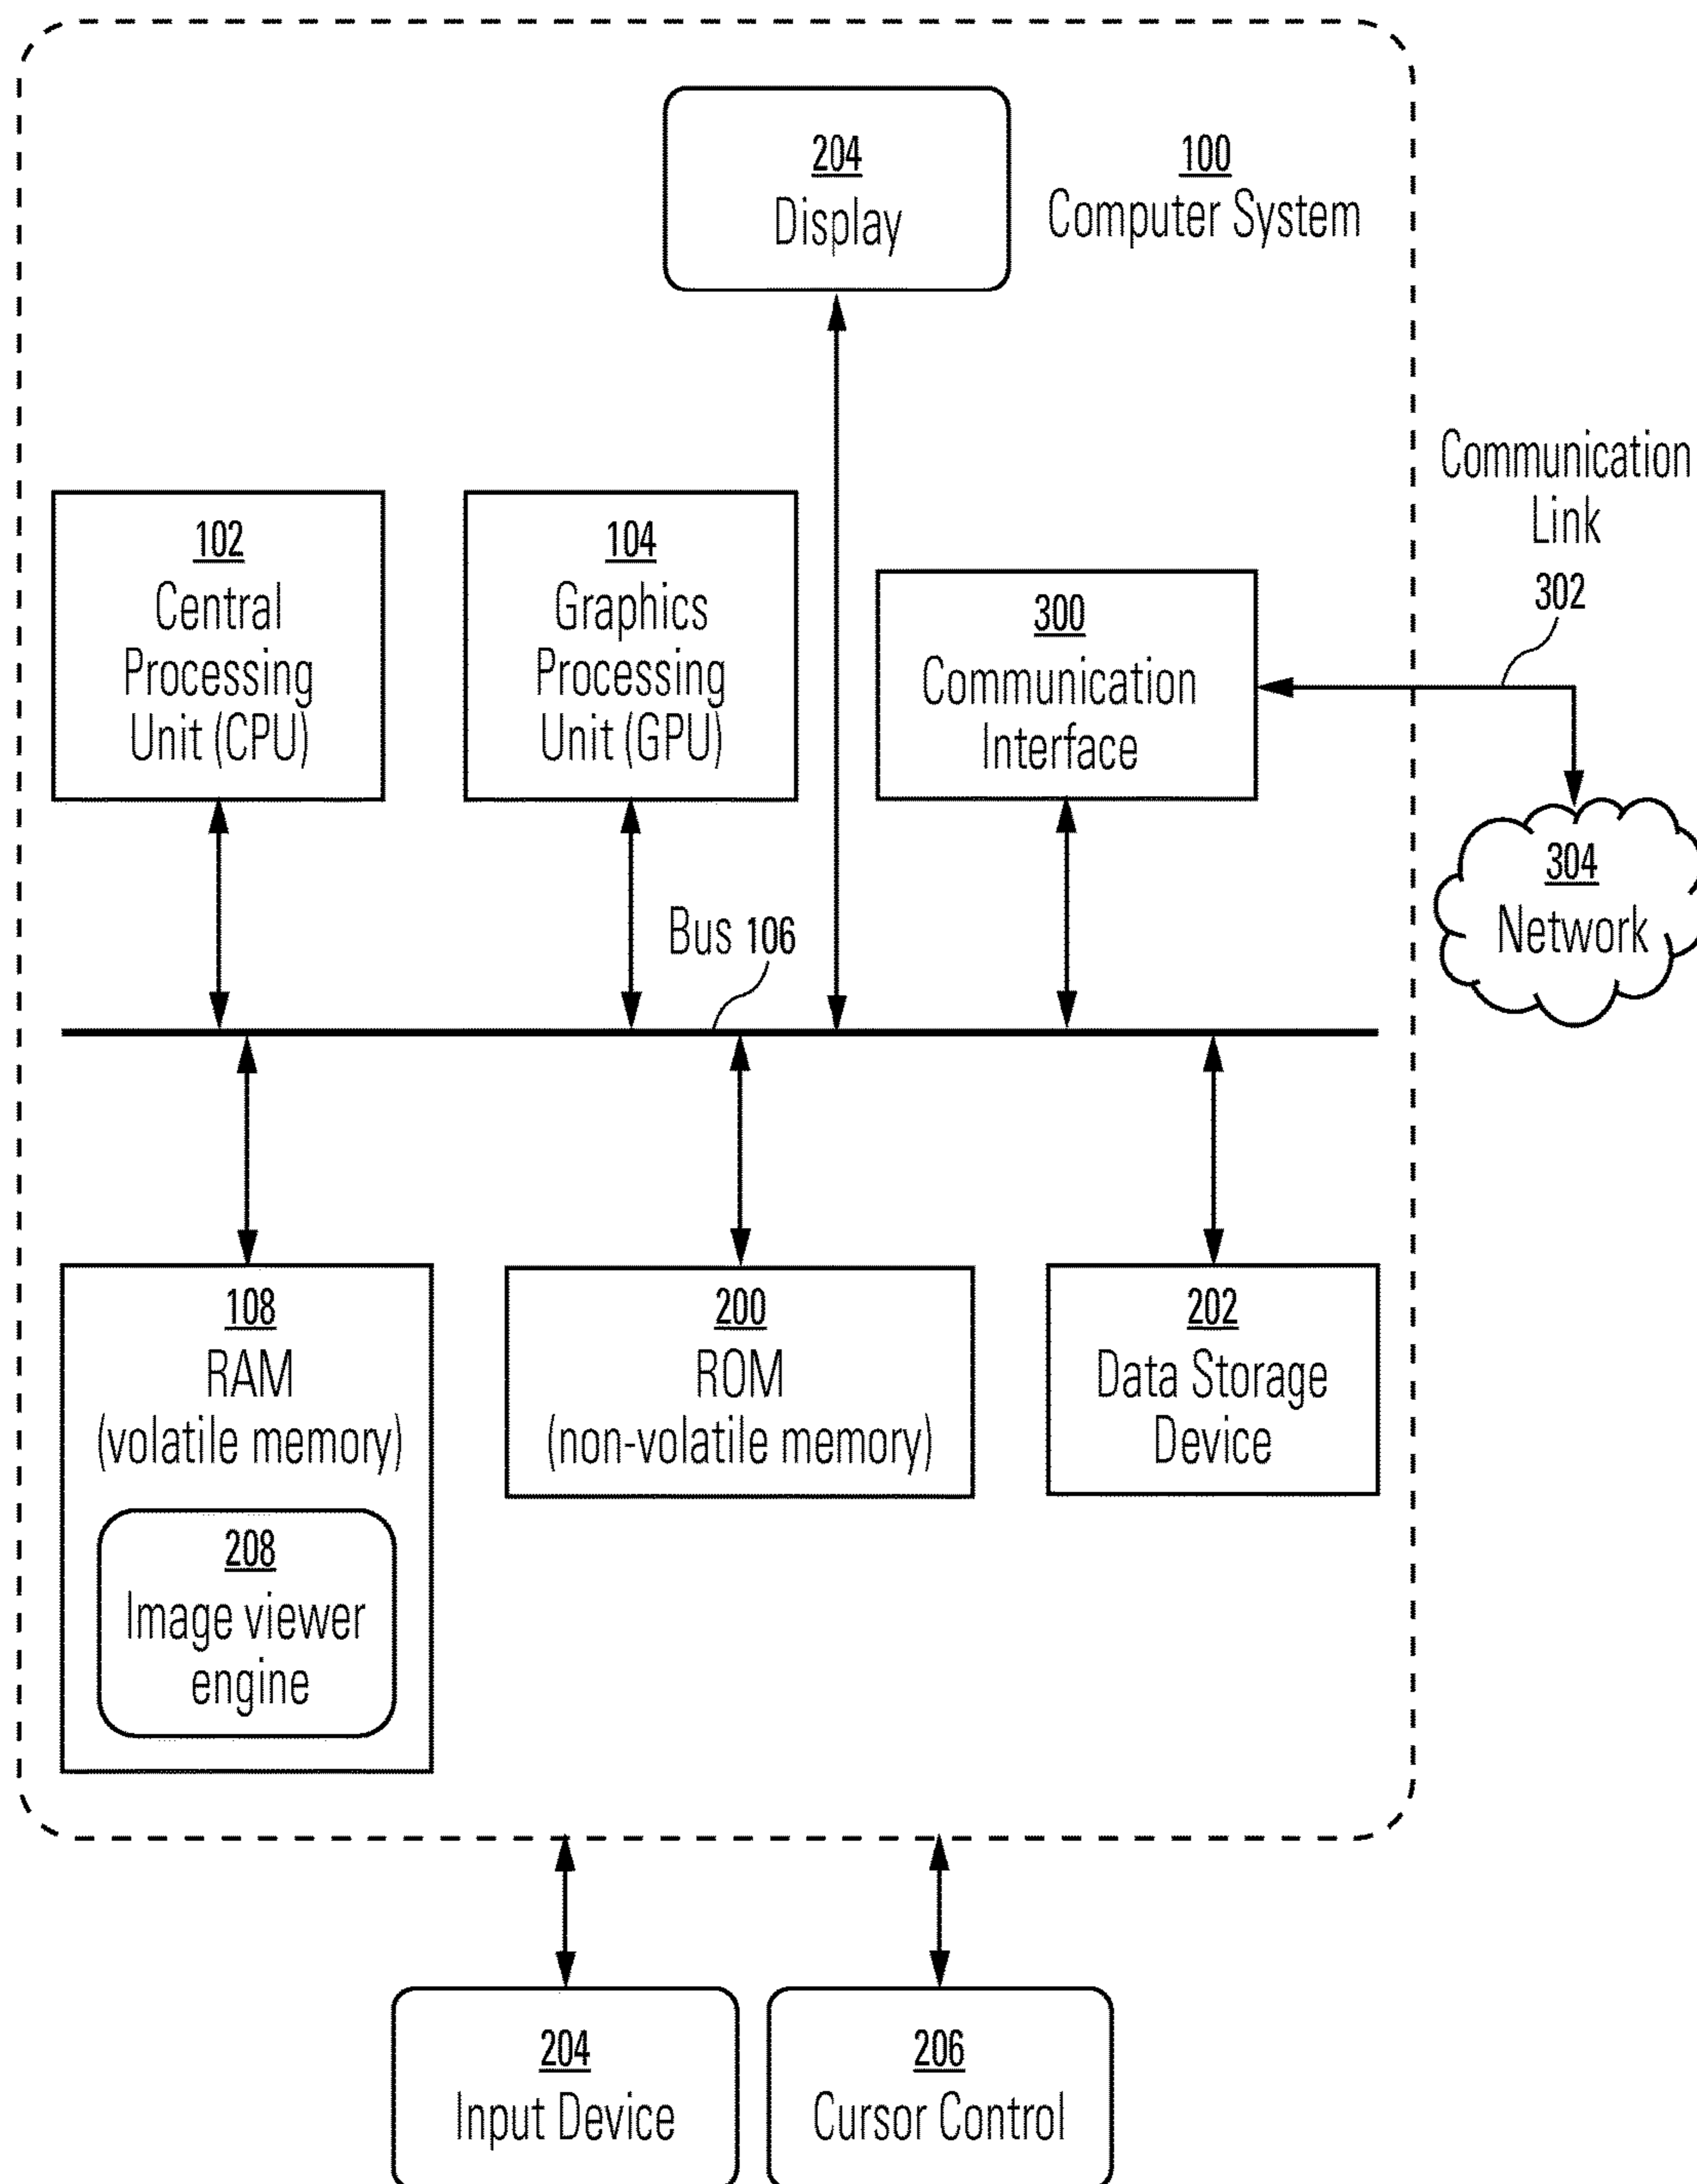 204
Display
100
Computer System
Communication
Link
302
102
Central
Processing
Unit (CPU)
104
Graphics
Processing
Unit (GPU)
300
Communication
Interface
304
Network
Bus 106
108
RAM
(volatile memory)
200
ROM
(non-volatile memory)
202
Data Storage
Device
208
Image viewer
engine
204
Input Device
206
Cursor Control